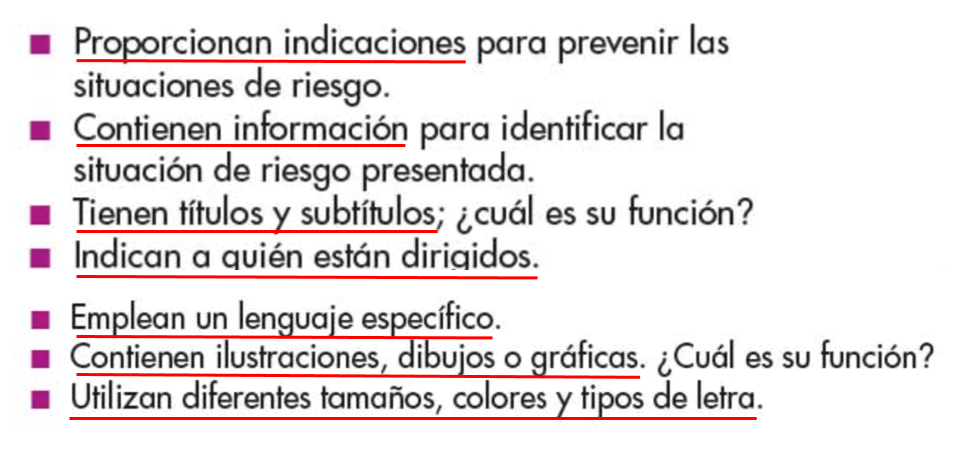 Proporcionan indicaciones para prevenir las
situaciones de riesgo.
Contienen información para identificar la
situación de riesgo presentada.
Tienen títulos y subtítulos; ¿cuál es su función?
Indican a quién están dirigidos.
Emplean un lenguaje específico.
Contienen ilustraciones, dibujos o gráficas. ¿Cuál es su función?
Utilizan diferentes tamaños, colores y tipos de letra.